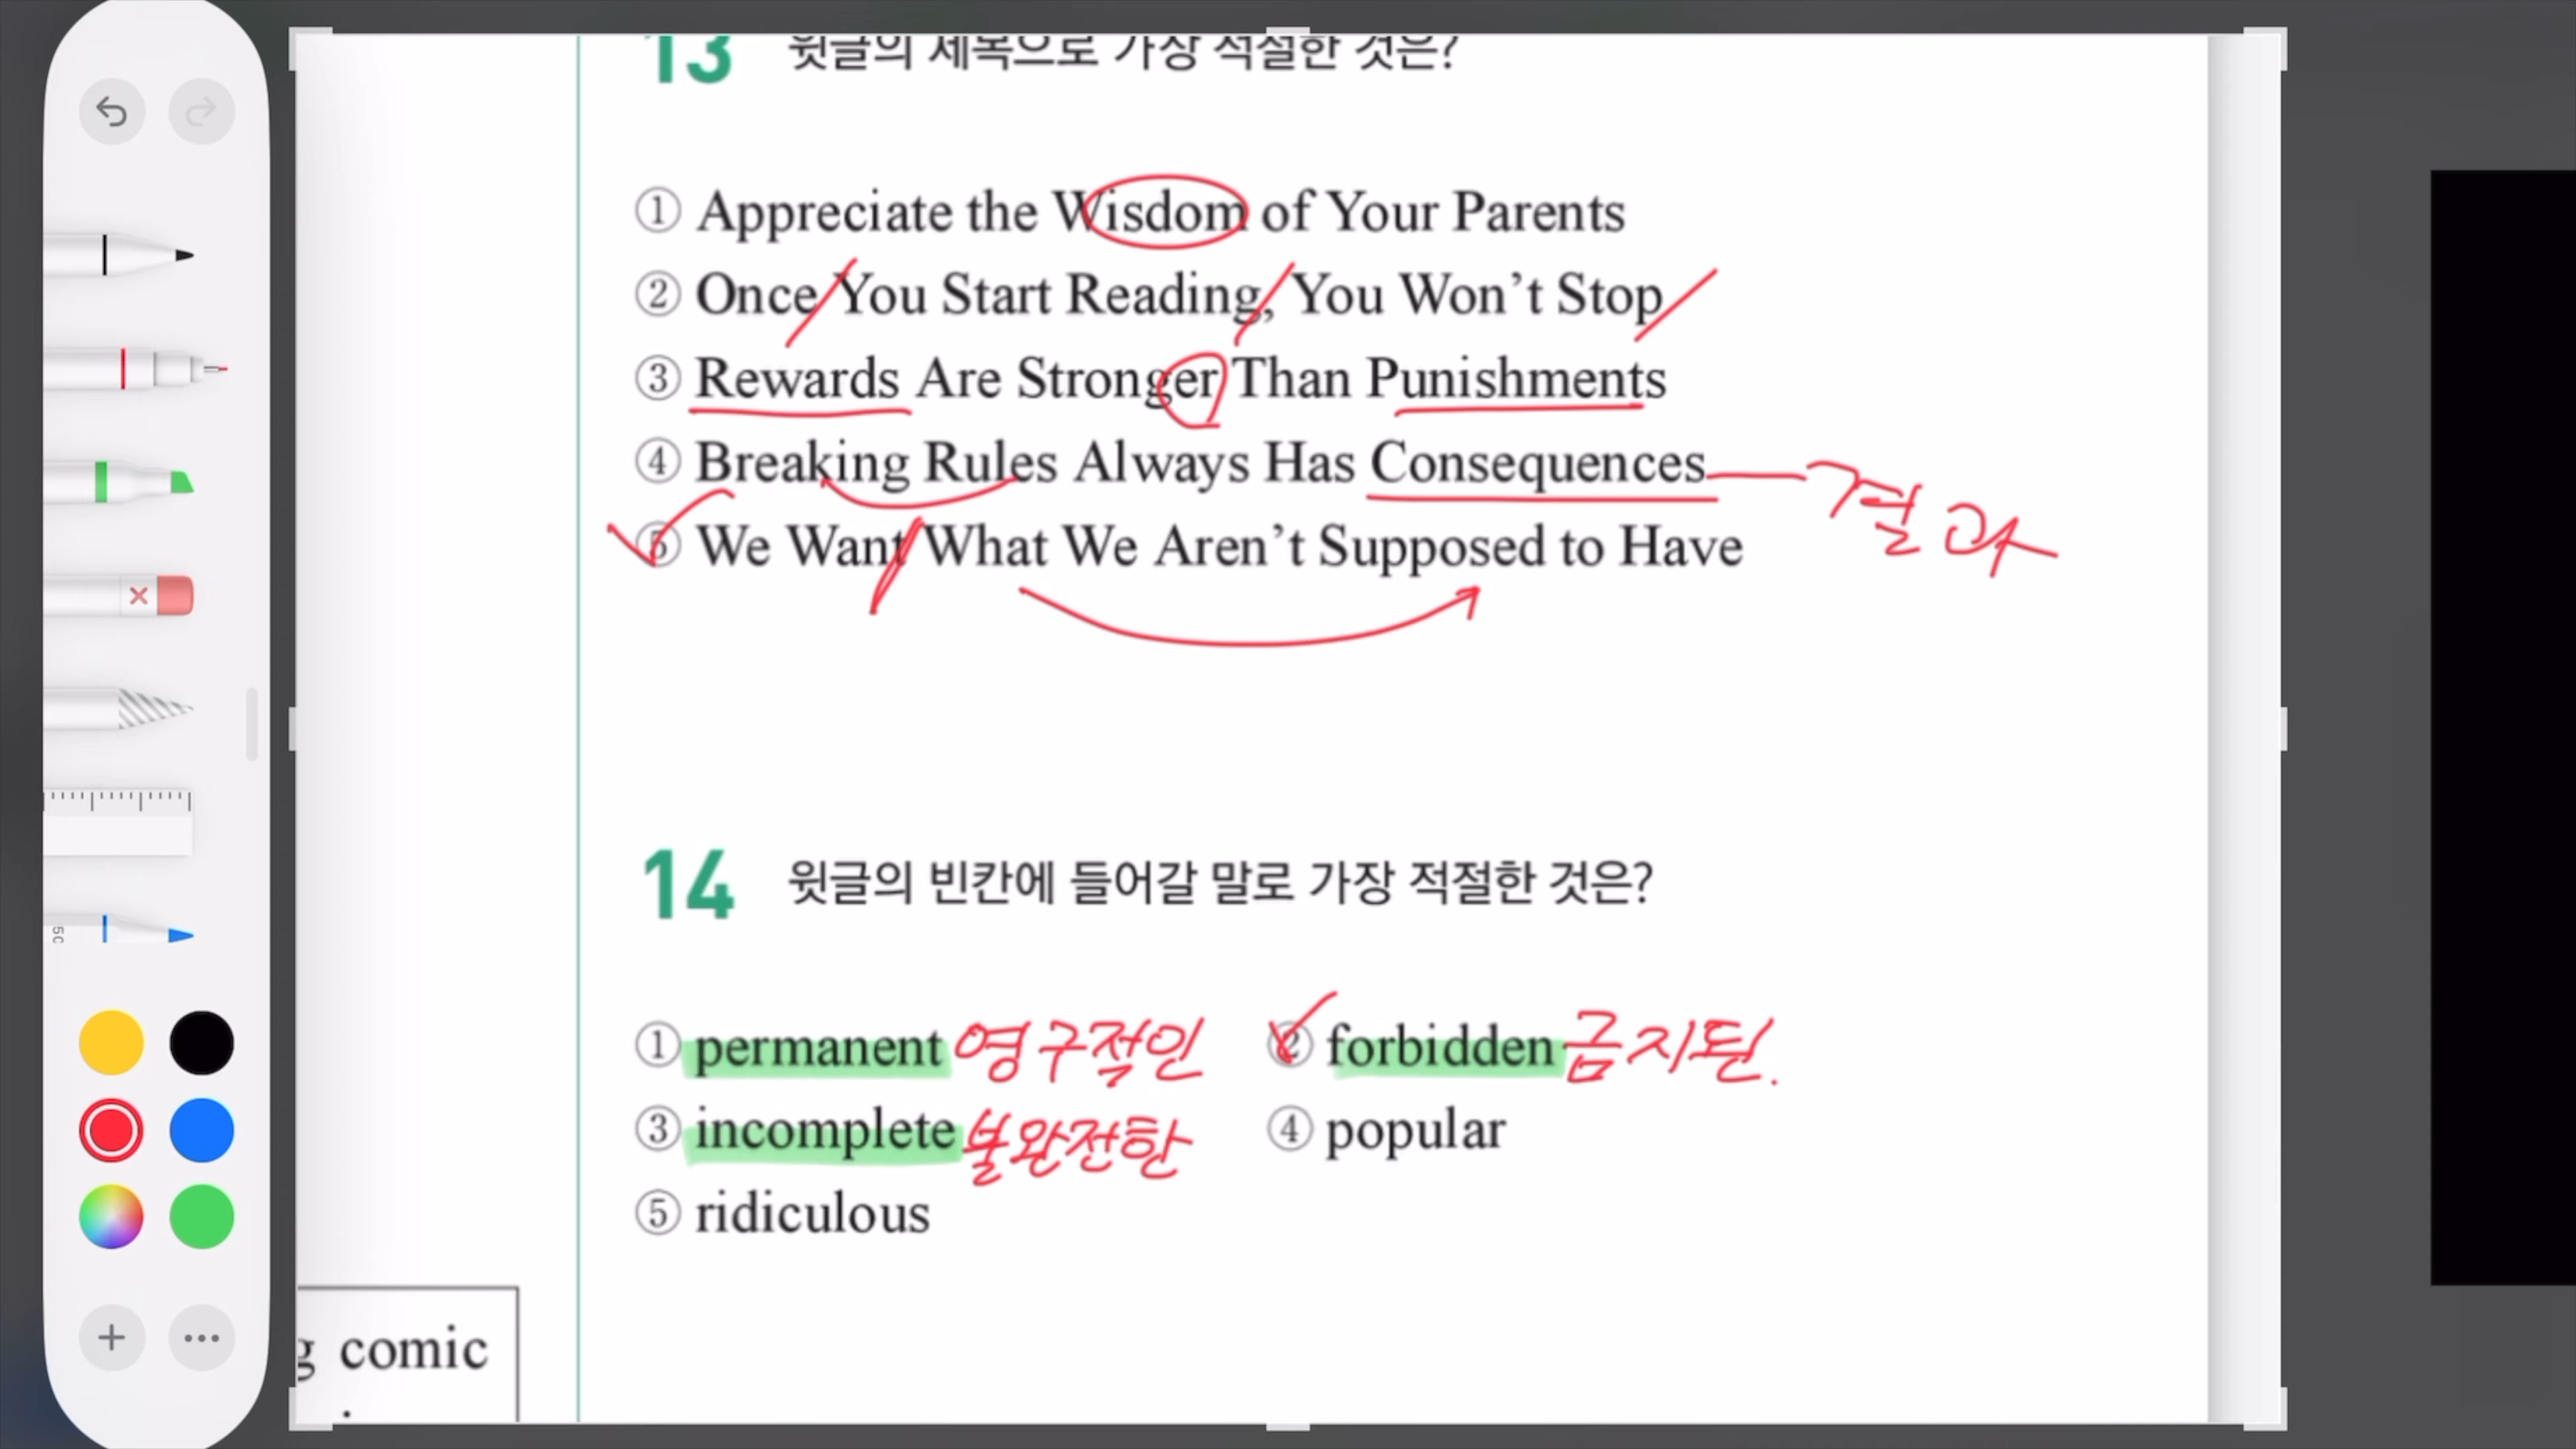 13 윗글의 제목으로 가장 적절한 것은?
① Appreciate the Wisdom of Your Parents
② Once You Start Reading, You Won't Stop
③ Rewards Are Stronger Than Punishments
④ Breaking Rules Always Has Consequences 결과
⑤ We Want What We Aren't Supposed to Have
14 윗글의 빈칸에 들어갈 말로 가장 적절한 것은?
① permanent 영구적인 ② forbidden 금지된.
③ incomplete 불완전한 ④ popular
⑤ ridiculous
g comic